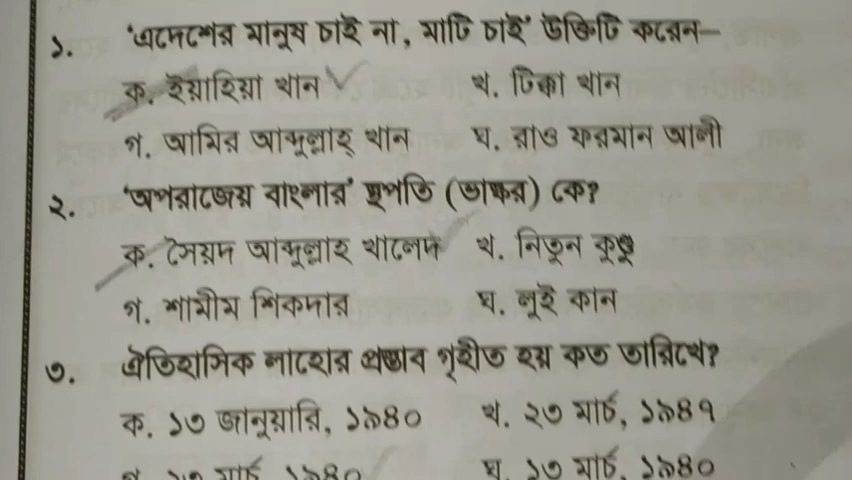 ১. 'এদেশের মানুষ চাই না, মাটি চাই' উক্তিটি করেন—
ক. ইয়াহিয়া খান খ. টিক্কা খান
গ. আমির আব্দুল্লাহ্ খান ঘ. রাও ফরমান আলী
২. 'অপরাজেয় বাংলার' স্থপতি (ভাস্কর) কে?
ক. সৈয়দ আব্দুল্লাহ খালেদ খ. নিতুন কুণ্ডু
গ. শামীম শিকদার ঘ. লুই কান
৩. ঐতিহাসিক লাহোর প্রস্তাব গৃহীত হয় কত তারিখে?
ক. ১৩ জানুয়ারি, ১৯৪০ খ. ২৩ মার্চ, ১৯৪৭
গ. মার্চ ১৯৪০ ঘ. ১৩ মার্চ, ১৯৪০